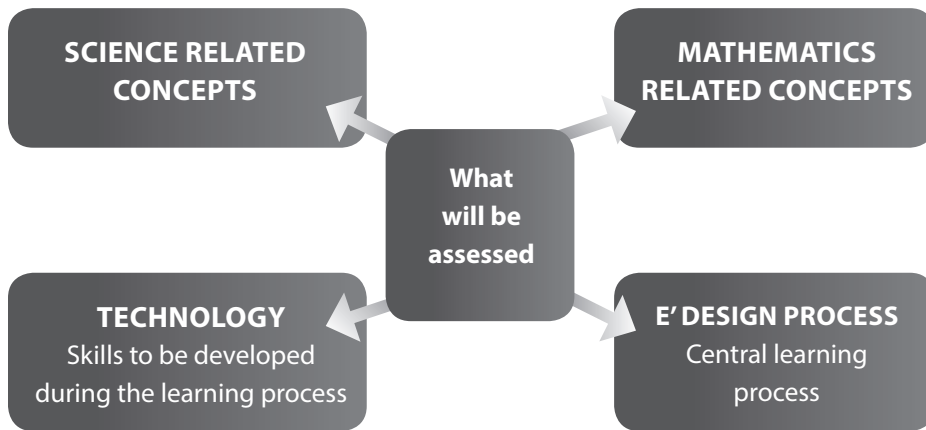 SCIENCE RELATED
CONCEPTS
MATHEMATICS
RELATED CONCEPTS
What
will be
assessed
TECHNOLOGY
Skills to be developed
during the learning process
E’ DESIGN PROCESS
Central learning
process